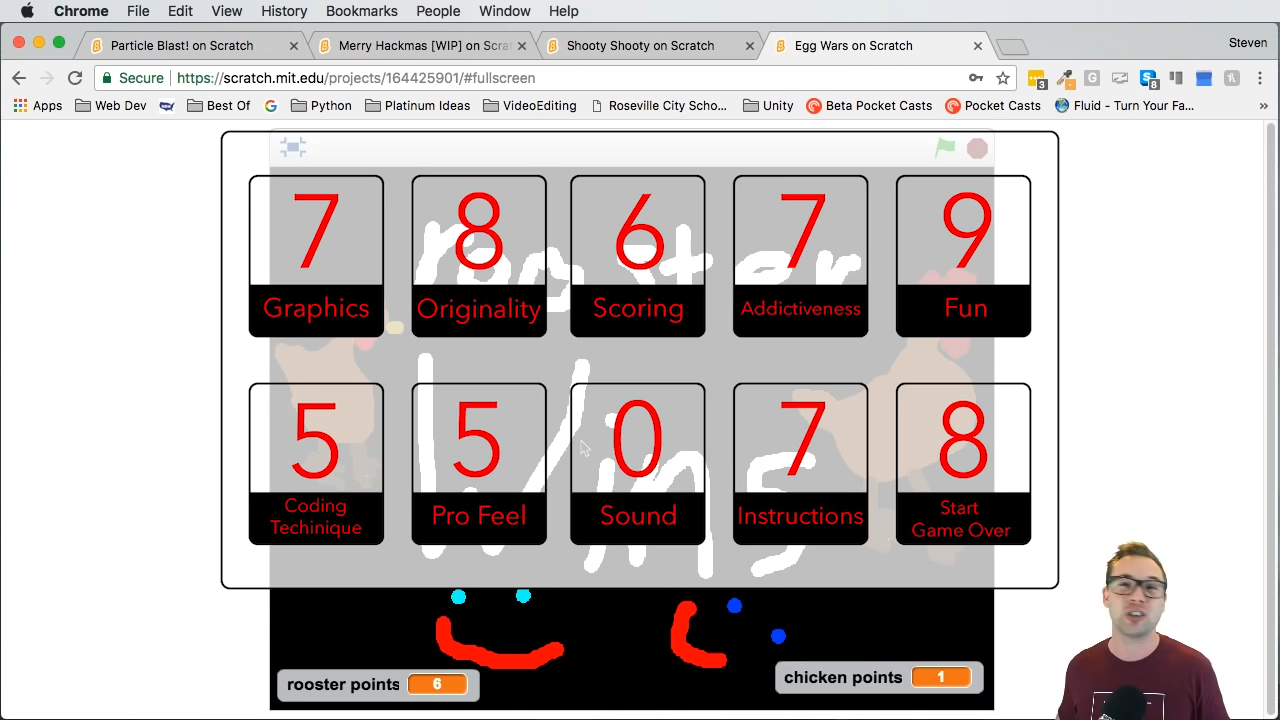 Chrome File Edit View History Bookmarks People Window Help
Particle Blast! on Scratch
Merry Hackmas [WIP] on Scra
Shooty Shooty on Scratch
Egg Wars on Scratch
Steven
Secure https://scratch.mit.edu/projects/164425901/#fullscreen
3
8
Apps Web Dev Best Of Python Platinum Ideas VideoEditing Roseville City Scho... Unity Beta Pocket Casts Pocket Casts Fluid - Turn Your Fa... »
rooster
wins
7 8 6 7 9
Graphics Originality Scoring Addictiveness Fun
5 5 0 7 8
Coding
Techinique
Pro Feel Sound Instructions
Start
Game Over
rooster points 6
chicken points 1